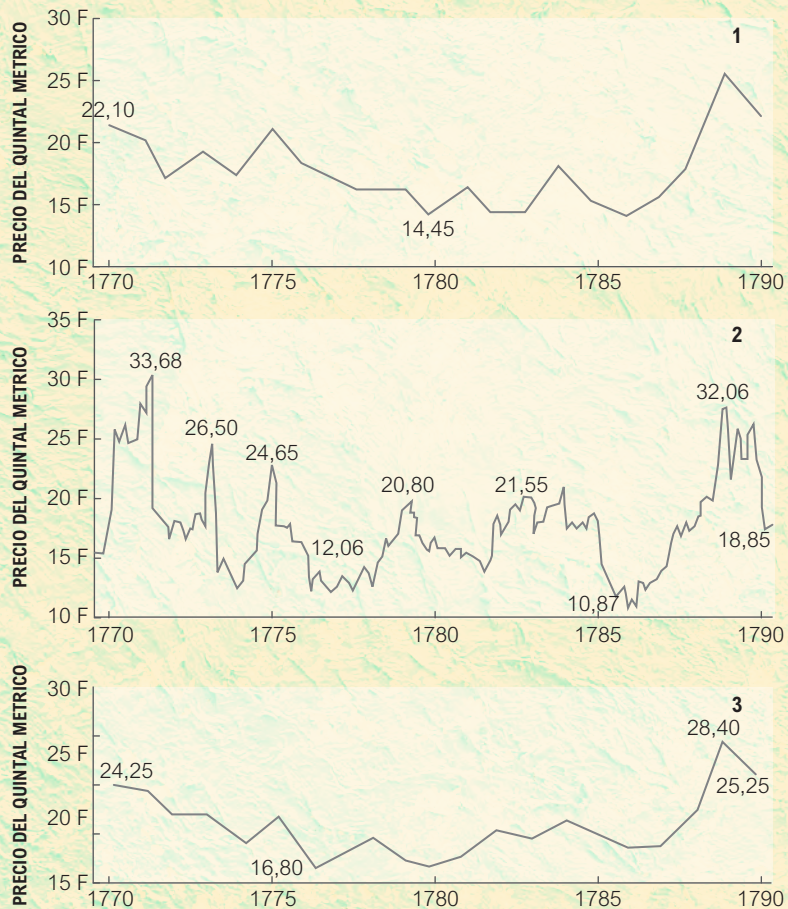 30 F
1
25 F
22,10
20 F
15 F
14,45
10 F
1770 1775 1780 1785 1790
PRECIO DEL QUINTAL METRICO
35 F
2
33,68
30 F
32,06
26,50
25 F
24,65
20,80
21,55
20 F
12,06
18,85
15 F
10,87
10 F
1770 1775 1780 1785 1790
PRECIO DEL QUINTAL METRICO
30 F
3
28,40
25 F
24,25
25,25
20 F
16,80
15 F
1770 1775 1780 1785 1790
PRECIO DEL QUINTAL METRICO